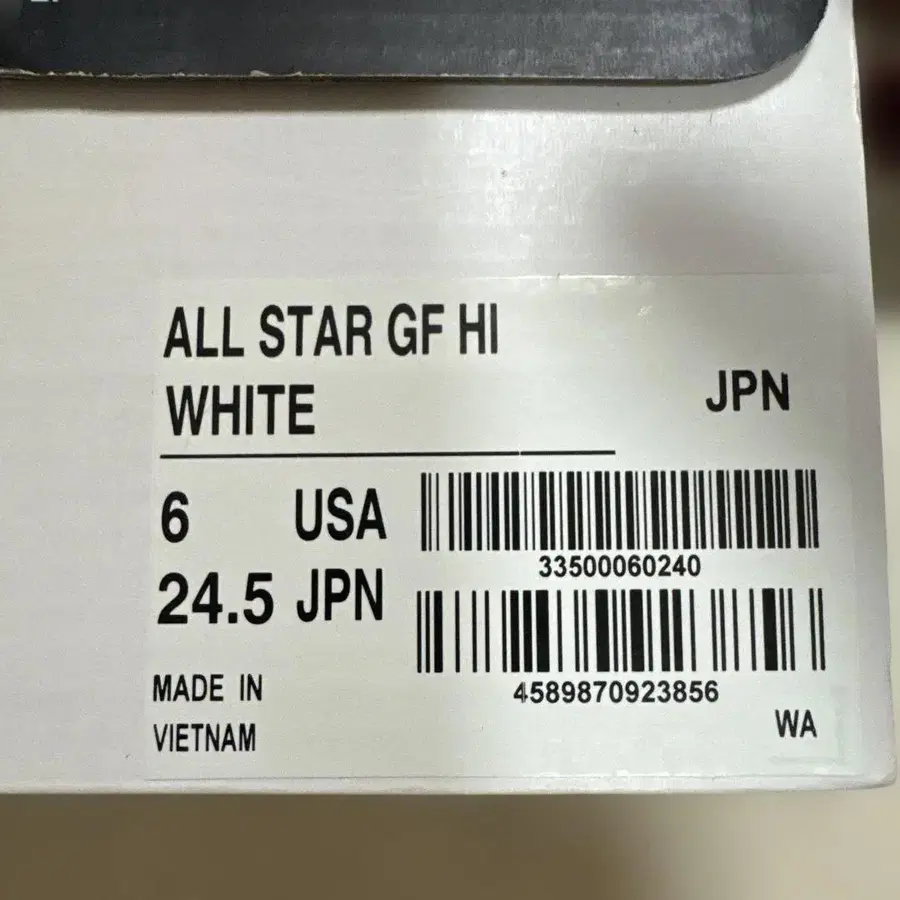 ALL STAR GF HI
WHITE
JPN
6 USA
33500060240
24.5 JPN
4589870923856
MADE IN
VIETNAM
WA